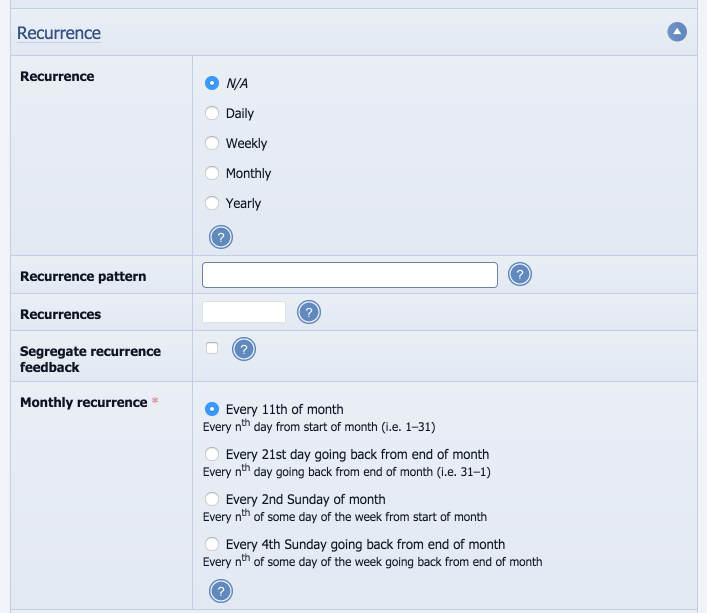 Recurrence
Recurrence
N/A
Daily
Weekly
Monthly
Yearly
?
Recurrence pattern
?
Recurrences
?
Segregate recurrence
feedback
?
Monthly recurrence *
Every 11th of month
Every nth day from start of month (i.e. 1–31)
Every 21st day going back from end of month
Every nth day going back from end of month (i.e. 31–1)
Every 2nd Sunday of month
Every nth of some day of the week from start of month
Every 4th Sunday going back from end of month
Every nth of some day of the week going back from end of month
?